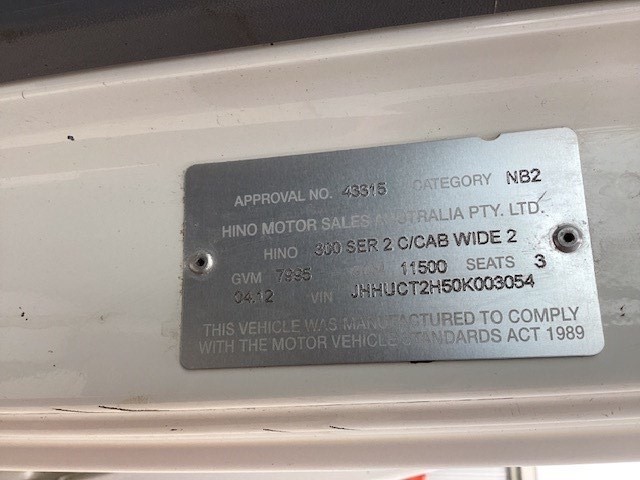 APPROVAL NO. 43815 CATEGORY NB2
HINO MOTOR SALES AUSTRALIA PTY. LTD.
HINO 300 SER 2 C/CAB WIDE 2
GVM 7995 11500 SEATS 3
04.12 VIN JHHUCT2H50K003054
THIS VEHICLE WAS MANUFACTURED TO COMPLY
WITH THE MOTOR VEHICLE STANDARDS ACT 1989